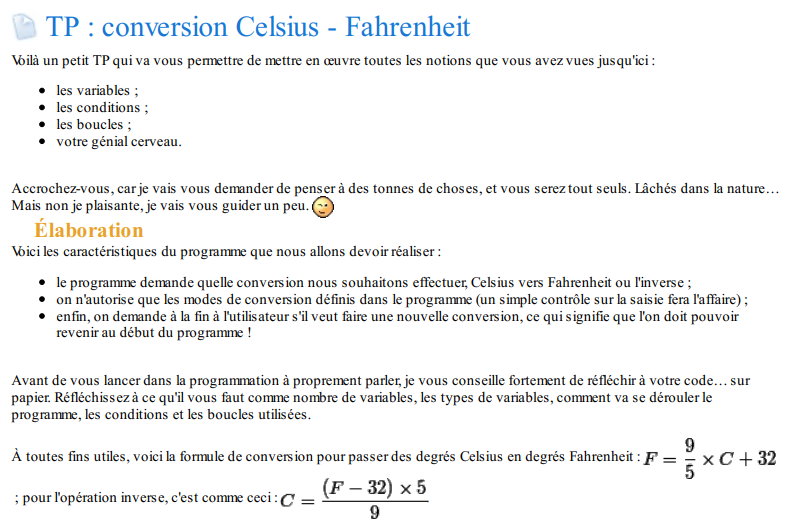 TP : conversion Celsius - Fahrenheit
Voilà un petit TP qui va vous permettre de mettre en œuvre toutes les notions que vous avez vues jusqu'ici :
• les variables ;
• les conditions ;
• les boucles ;
• votre génial cerveau.
Accrochez-vous, car je vais vous demander de penser à des tonnes de choses, et vous serez tout seuls. Lâchés dans la nature…
Mais non je plaisante, je vais vous guider un peu.
Élaboration
Voici les caractéristiques du programme que nous allons devoir réaliser :
• le programme demande quelle conversion nous souhaitons effectuer, Celsius vers Fahrenheit ou l'inverse ;
• on n'autorise que les modes de conversion définis dans le programme (un simple contrôle sur la saisie fera l'affaire) ;
• enfin, on demande à la fin à l'utilisateur s'il veut faire une nouvelle conversion, ce qui signifie que l'on doit pouvoir
revenir au début du programme !
Avant de vous lancer dans la programmation à proprement parler, je vous conseille fortement de réfléchir à votre code… sur
papier. Réfléchissez à ce qu'il vous faut comme nombre de variables, les types de variables, comment va se dérouler le
programme, les conditions et les boucles utilisées.
À toutes fins utiles, voici la formule de conversion pour passer des degrés Celsius en degrés Fahrenheit : F = 9/5 × C + 32
; pour l'opération inverse, c'est comme ceci : C = (F − 32) × 5 / 9